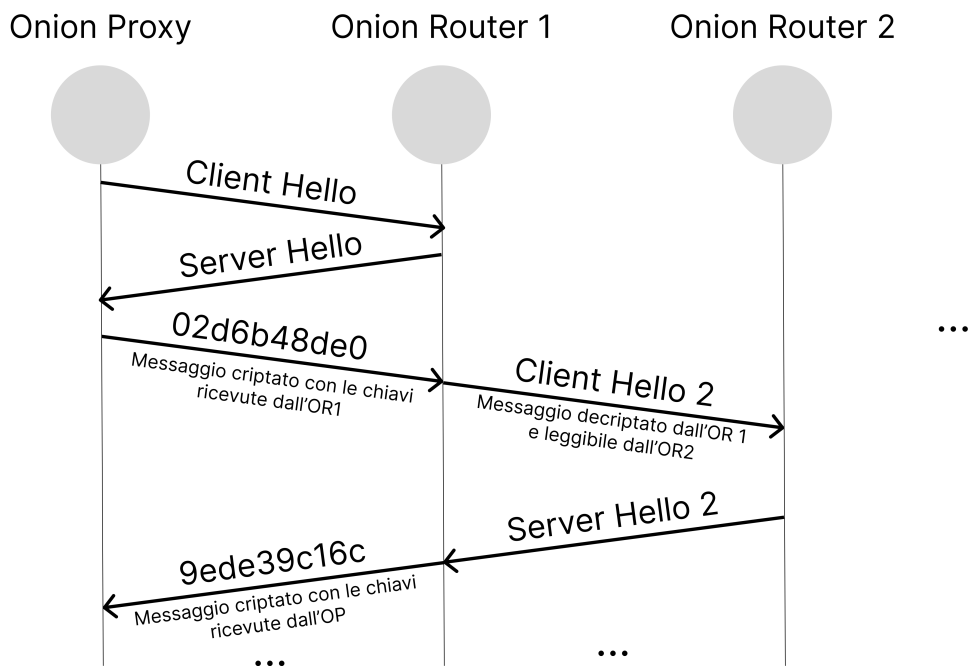 Onion Proxy
Onion Router 1
Onion Router 2
Client Hello
Server Hello
...
02d6b48de0
Messaggio criptato con le chiavi
ricevute dall'OR1
Client Hello 2
Messaggio decriptato dall'OR 1
e leggibile dall'OR2
Server Hello 2
9ede39c16c
Messaggio criptato con le chiavi
ricevute dall'OP
...
...